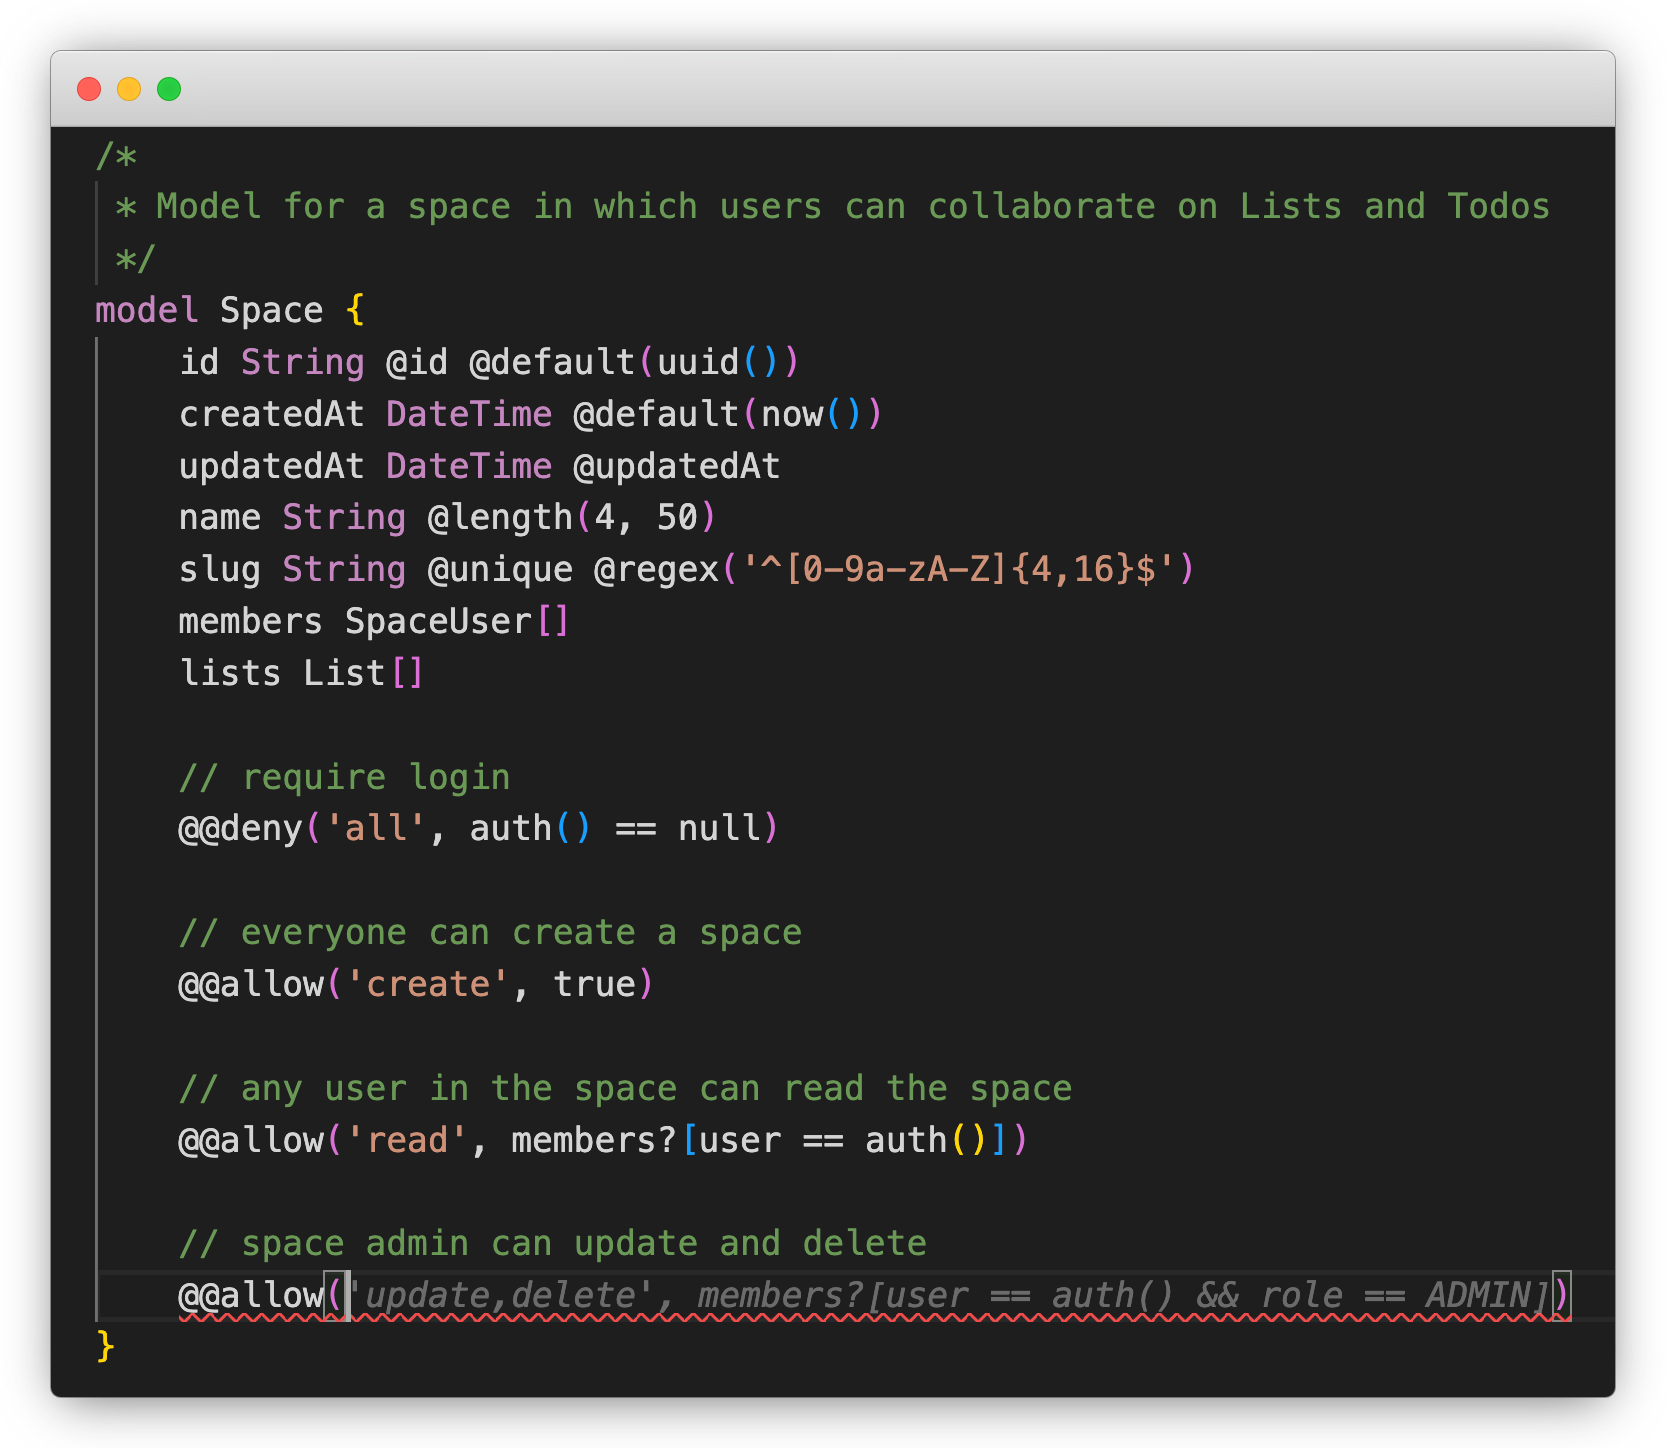 /*
 * Model for a space in which users can collaborate on Lists and Todos
 */
model Space {
    id String @id @default(uuid())
    createdAt DateTime @default(now())
    updatedAt DateTime @updatedAt
    name String @length(4, 50)
    slug String @unique @regex('^[0-9a-zA-Z]{4,16}$')
    members SpaceUser[]
    lists List[]

    // require login
    @@deny('all', auth() == null)

    // everyone can create a space
    @@allow('create', true)

    // any user in the space can read the space
    @@allow('read', members?[user == auth()])

    // space admin can update and delete
    @@allow('update,delete', members?[user == auth() && role == ADMIN])
}